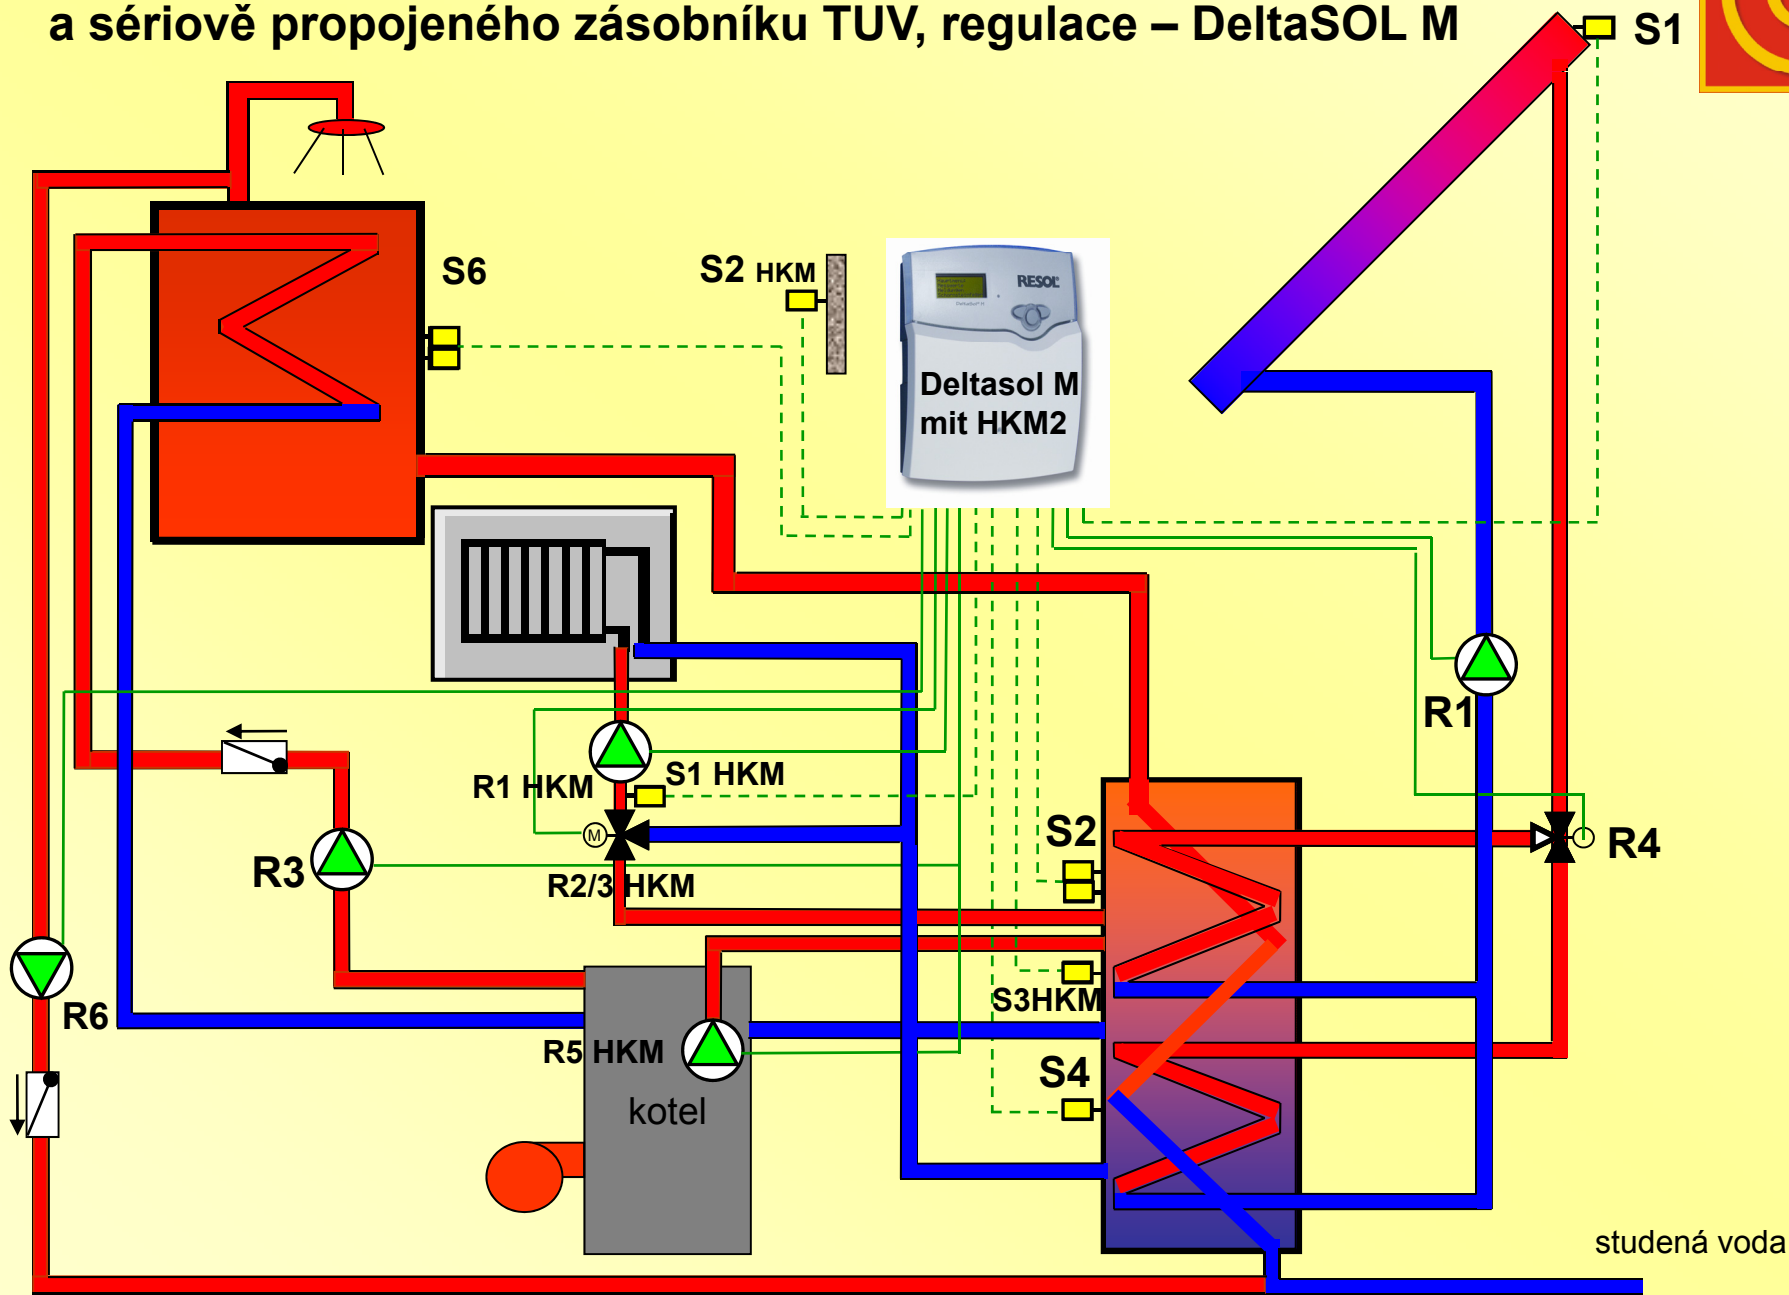 a sériově propojeného zásobníku TUV, regulace – DeltaSOL M
S1
S6
S2 HKM
RESOL
Deltasol M
mit HKM2
R1
R1 HKM
S1 HKM
M
S2
R4
R3
R2/3 HKM
S3HKM
R6
R5 HKM
S4
kotel
studená voda